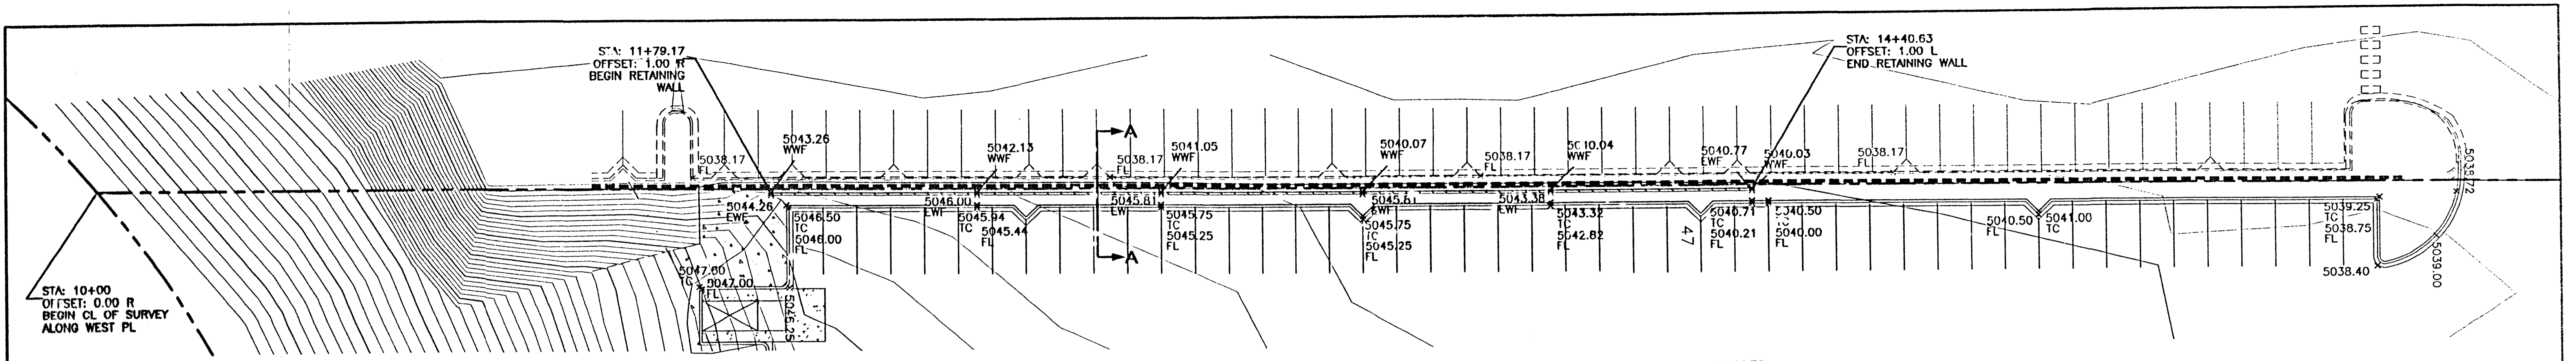 STA: 11+79.17
OFFSET: 1.00 R
BEGIN RETAINING
WALL
STA: 14+40.63
OFFSET: 1.00 L
END RETAINING WALL
5043.26
WWF
5042.13
WWF
A
5041.05
WWF
5040.07
WWF
WWF
5040.77
EWF
5040.03
WWF
5038.17
FL
5038.17
FL
5038.17
FL
5038.17
FL
5038.72
5044.26
EWF
5046.50
TC
5046.00
FL
5046.00
EWF
5045.94
TC
5045.44
FL
5045.81
5045.75
TC
5045.25
FL
EWF
5045.75
TC
5045.25
FL
5043.38
EWF
5043.32
TC
5042.82
FL
47
5040.71
TC
5040.21
FL
5040.50
TC
5040.00
FL
5040.50
FL
5041.00
TC
5039.25
TC
5038.75
FL
5038.40
5039.00
A
5047.60
TC
5047.00
FL
STA: 10+00
OFFSET: 0.00 R
BEGIN CL OF SURVEY
ALONG WEST PL